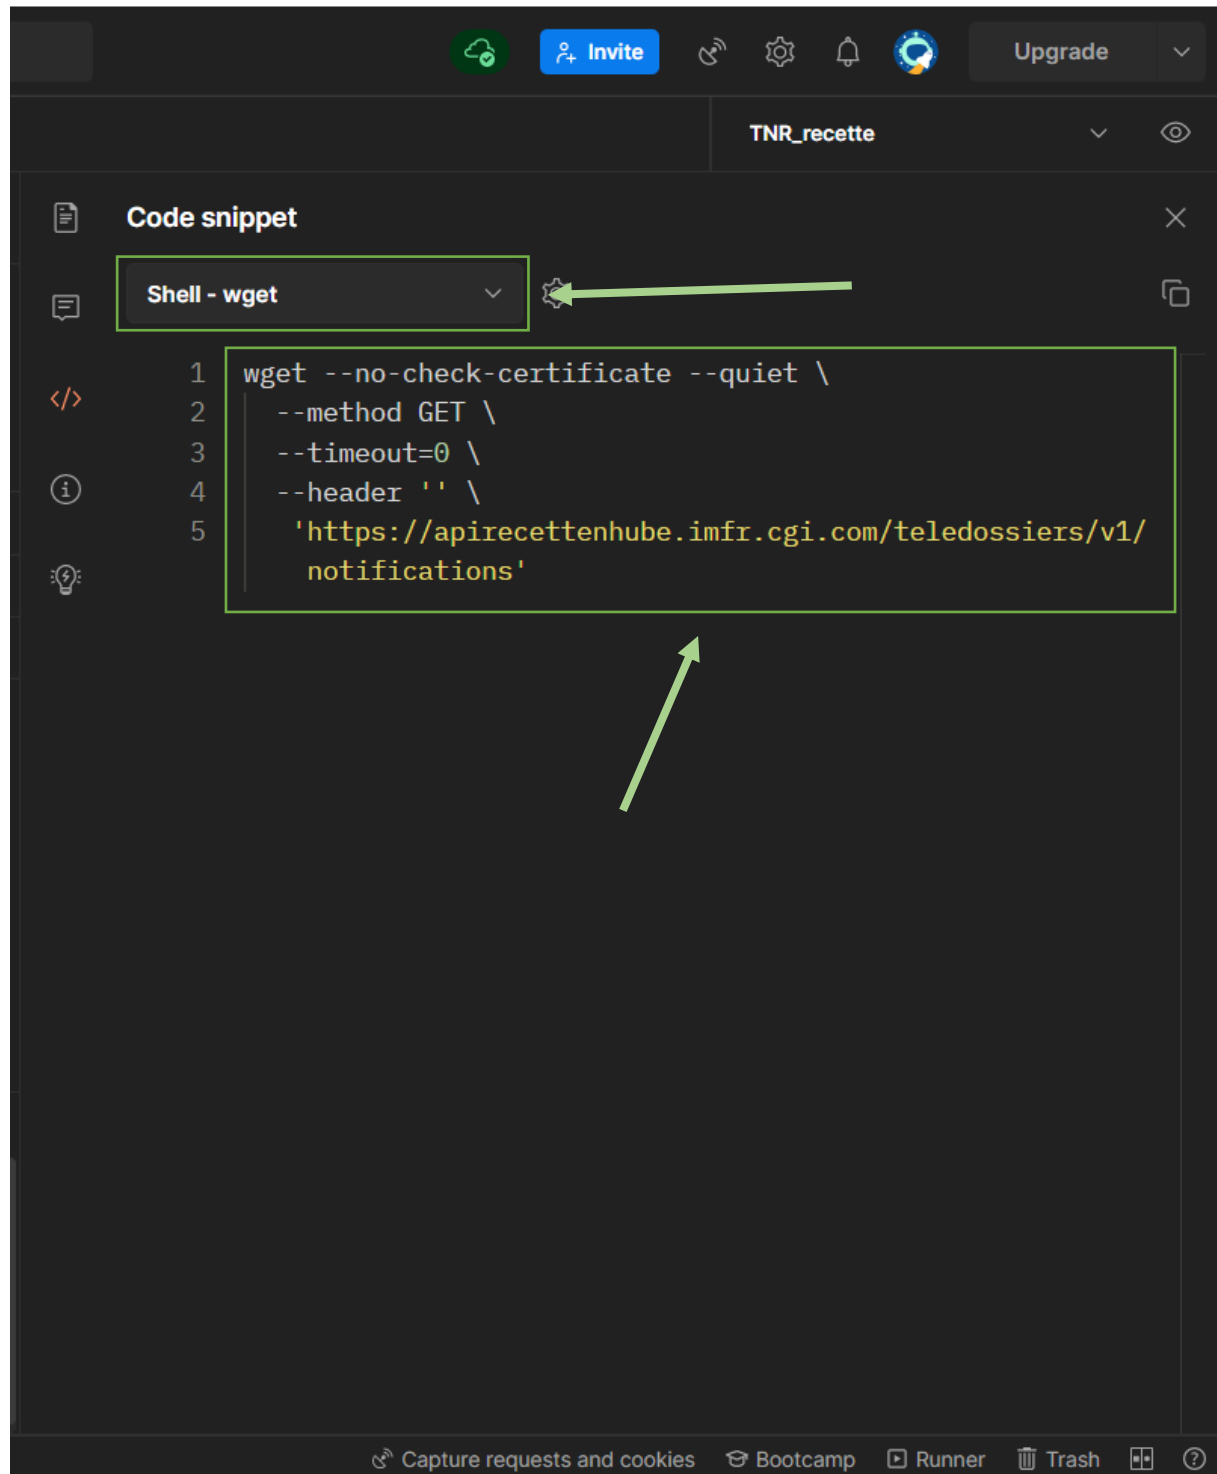 Invite
Upgrade
TNR_recette
Code snippet
Shell - wget
1 wget --no-check-certificate --quiet \
2 --method GET \
3 --timeout=0 \
4 --header '' \
5 'https://apirecettenhube.imfr.cgi.com/teledossiers/v1/
notifications'
Capture requests and cookies Bootcamp Runner Trash